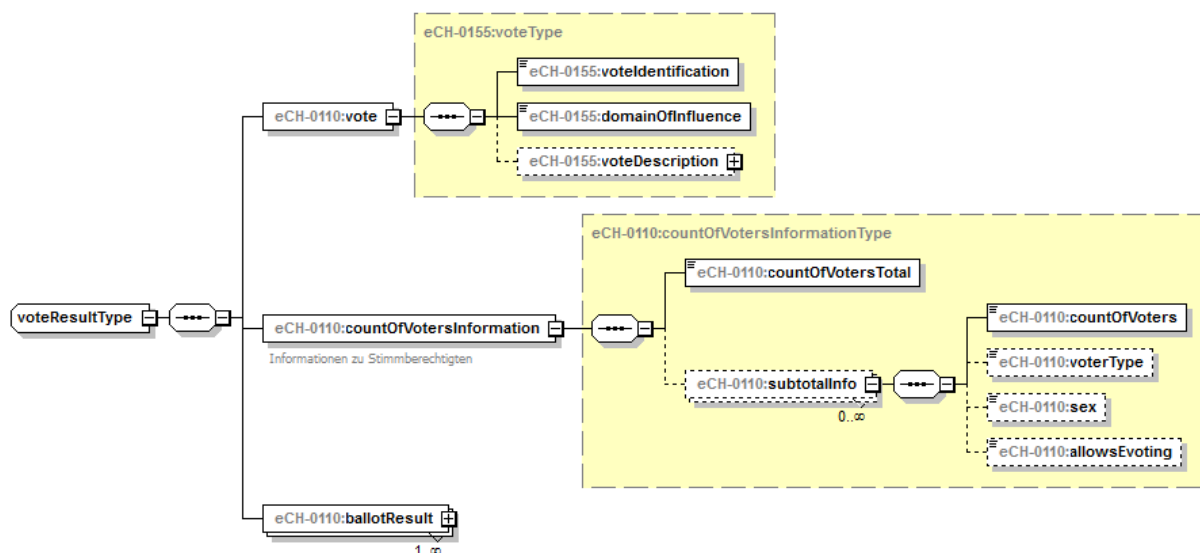 eCH-0155:voteType
eCH-0155:voteIdentification
eCH-0110:vote
eCH-0155:domainOfInfluence
eCH-0155:voteDescription
eCH-0110:countOfVotersInformationType
eCH-0110:countOfVotersTotal
voteResultType
eCH-0110:countOfVotersInformation
Informationen zu Stimmberechtigten
eCH-0110:countOfVoters
eCH-0110:voterType
eCH-0110:subtotalInfo
0..∞
eCH-0110:sex
eCH-0110:allowsEvoting
eCH-0110:ballotResult
1..∞